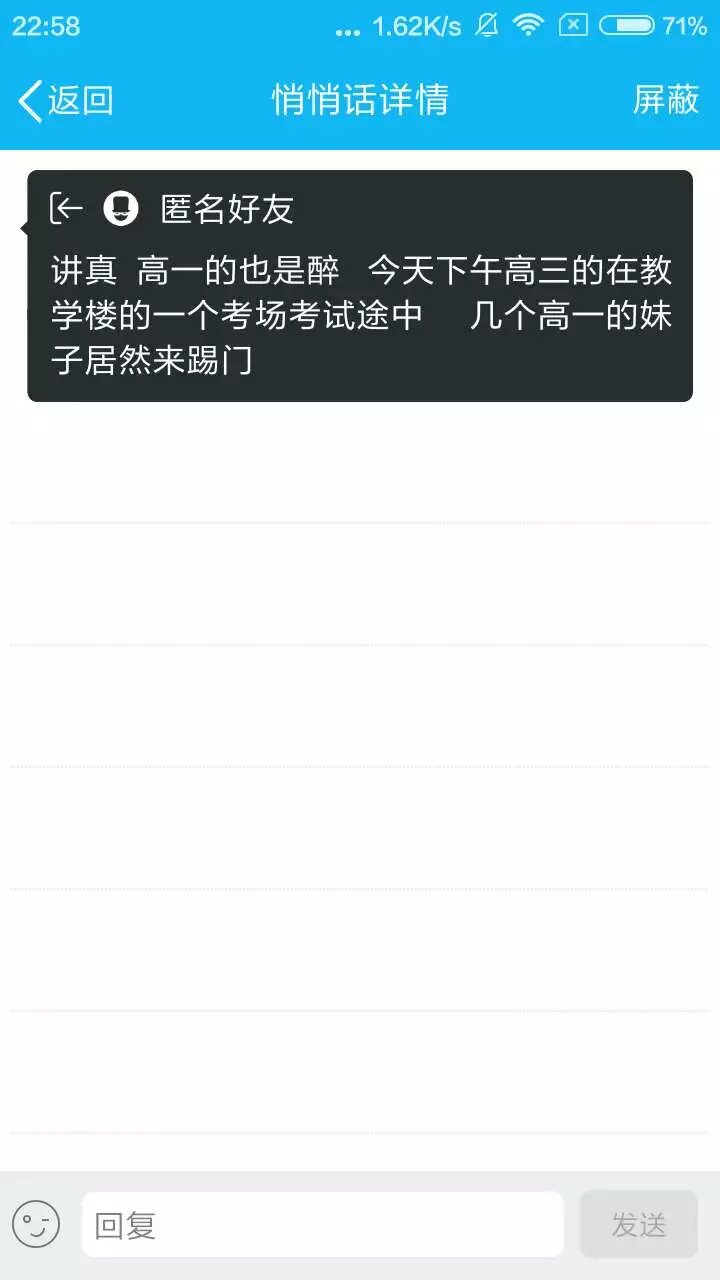 22:58 ... 1.62K/s 71%
返回 悄悄话详情 屏蔽
匿名好友
讲真 高一的也是醉 今天下午高三的在教
学楼的一个考场考试途中 几个高一的妹
子居然来踢门
回复 发送